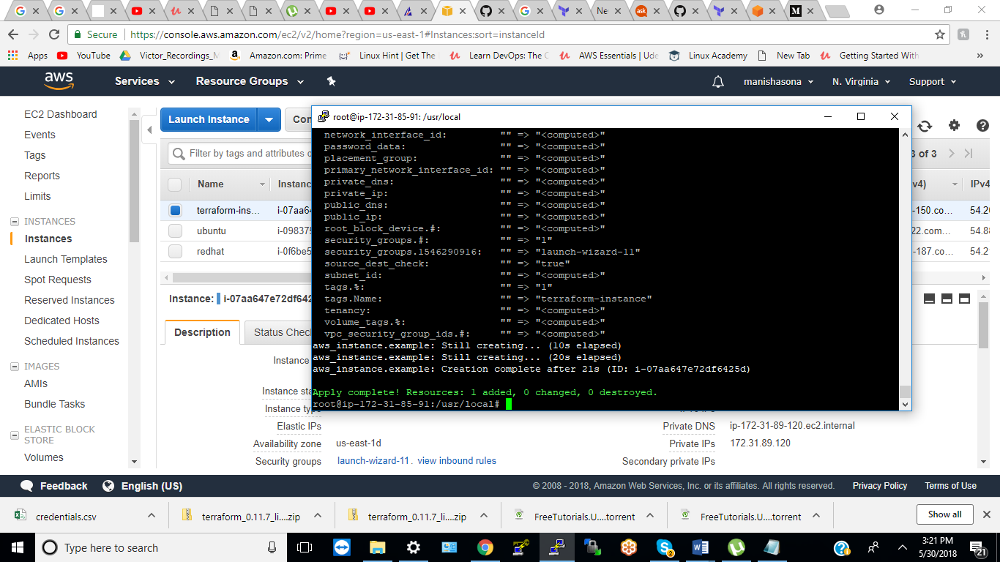 Ne
ask
M
Secure
https://console.aws.amazon.com/ec2/v2/home?region=us-east-1#Instances:sort=instanceId
Apps
YouTube
Victor_Recordings_M
Amazon.com: Prime
Linux Hint | Get The
Learn DevOps: The C
AWS Essentials | Ude
Linux Academy
New Tab
Getting Started With
»
aws
Services
Resource Groups
manishasona
N. Virginia
Support
EC2 Dashboard
Events
Tags
Reports
Limits
INSTANCES
Instances
Launch Templates
Spot Requests
Reserved Instances
Dedicated Hosts
Scheduled Instances
IMAGES
AMIs
Bundle Tasks
ELASTIC BLOCK
STORE
Volumes
Launch Instance
Co
Filter by tags and attributes o
3 of 3
Name
Instanc
v4)
IPv4
terraform-ins...
i-07aa64
-150.co...
54.20
ubuntu
i-098375
22.com...
54.88
redhat
i-0f6be5
-187.co...
54.2
Instance:
i-07aa647e72df642
Description
Status Chec
Instance
Instance sta
Instance type
Elastic IPs
Availability zone
us-east-1d
Security groups
launch-wizard-11. view inbound rules
Private DNS
ip-172-31-89-120.ec2.internal
Private IPs
172.31.89.120
Secondary private IPs
root@ip-172-31-85-91: /usr/local
network_interface_id: "" => "<computed>"
password_data: "" => "<computed>"
placement_group: "" => "<computed>"
primary_network_interface_id: "" => "<computed>"
private_dns: "" => "<computed>"
private_ip: "" => "<computed>"
public_dns: "" => "<computed>"
public_ip: "" => "<computed>"
root_block_device.#: "" => "<computed>"
security_groups.#: "" => "1"
security_groups.1546290916: "" => "launch-wizard-11"
source_dest_check: "" => "true"
subnet_id: "" => "<computed>"
tags.%: "" => "1"
tags.Name: "" => "terraform-instance"
tenancy: "" => "<computed>"
volume_tags.%: "" => "<computed>"
vpc_security_group_ids.#: "" => "<computed>"
aws_instance.example: Still creating... (10s elapsed)
aws_instance.example: Still creating... (20s elapsed)
aws_instance.example: Creation complete after 21s (ID: i-07aa647e72df6425d)
Apply complete! Resources: 1 added, 0 changed, 0 destroyed.
root@ip-172-31-85-91:/usr/local#
Feedback
English (US)
© 2008 - 2018, Amazon Web Services, Inc. or its affiliates. All rights reserved.
Privacy Policy
Terms of Use
credentials.csv
terraform_0.11.7_li....zip
terraform_0.11.7_li....zip
FreeTutorials.U....torrent
FreeTutorials.U....torrent
Show all
Type here to search
3:21 PM
5/30/2018
21